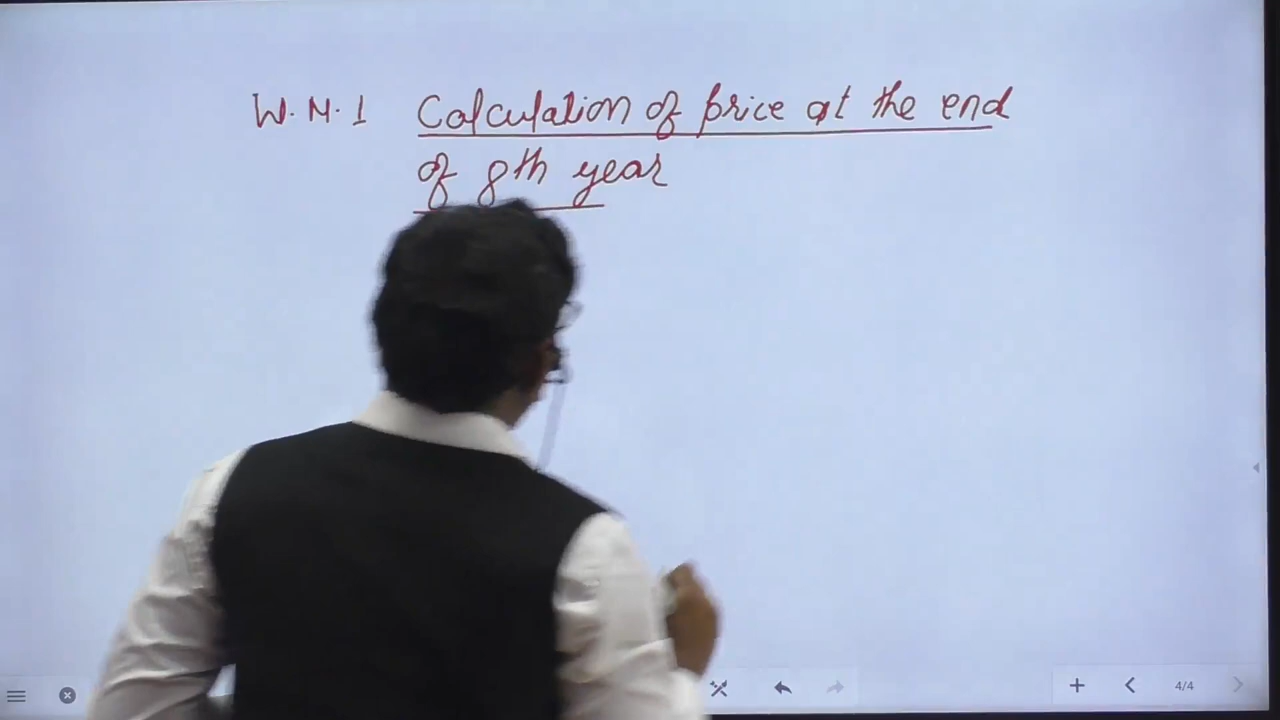 W.N.1 Calculation of price at the end
of 8th year
4/4